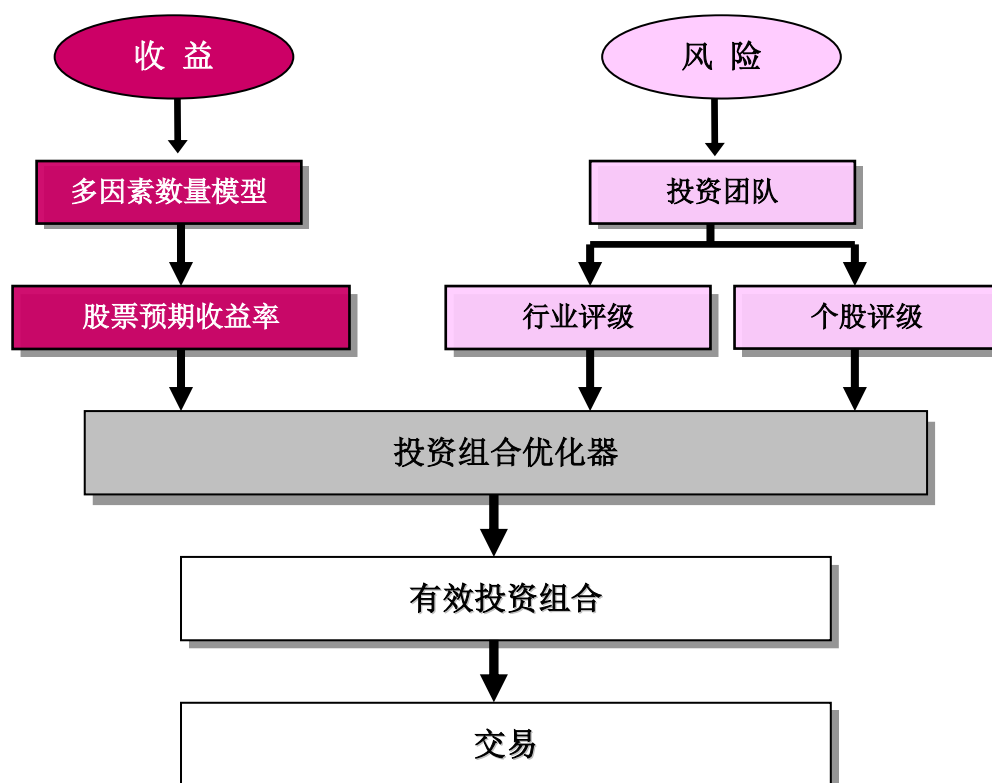 收 益
风 险
多因素数量模型
投资团队
股票预期收益率
行业评级
个股评级
投资组合优化器
有效投资组合
交易